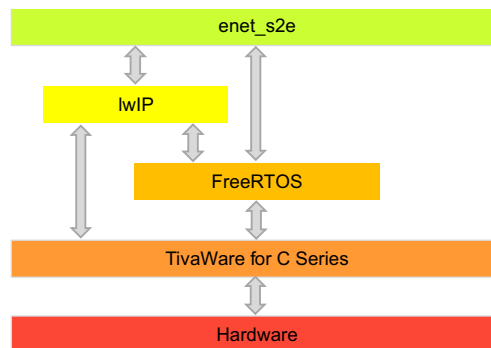 enet_s2e
lwIP
FreeRTOS
TivaWare for C Series
Hardware